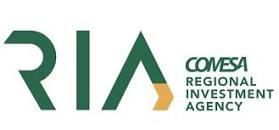 RIA
COMESA
REGIONAL
INVESTMENT
AGENCY